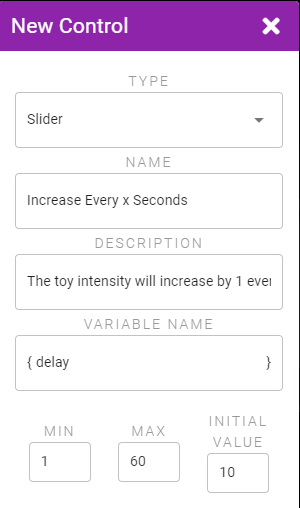 New Control
TYPE
Slider
NAME
Increase Every x Seconds
DESCRIPTION
The toy intensity will increase by 1 ever
VARIABLE NAME
{ delay }
MIN
MAX
INITIAL
VALUE
1
60
10